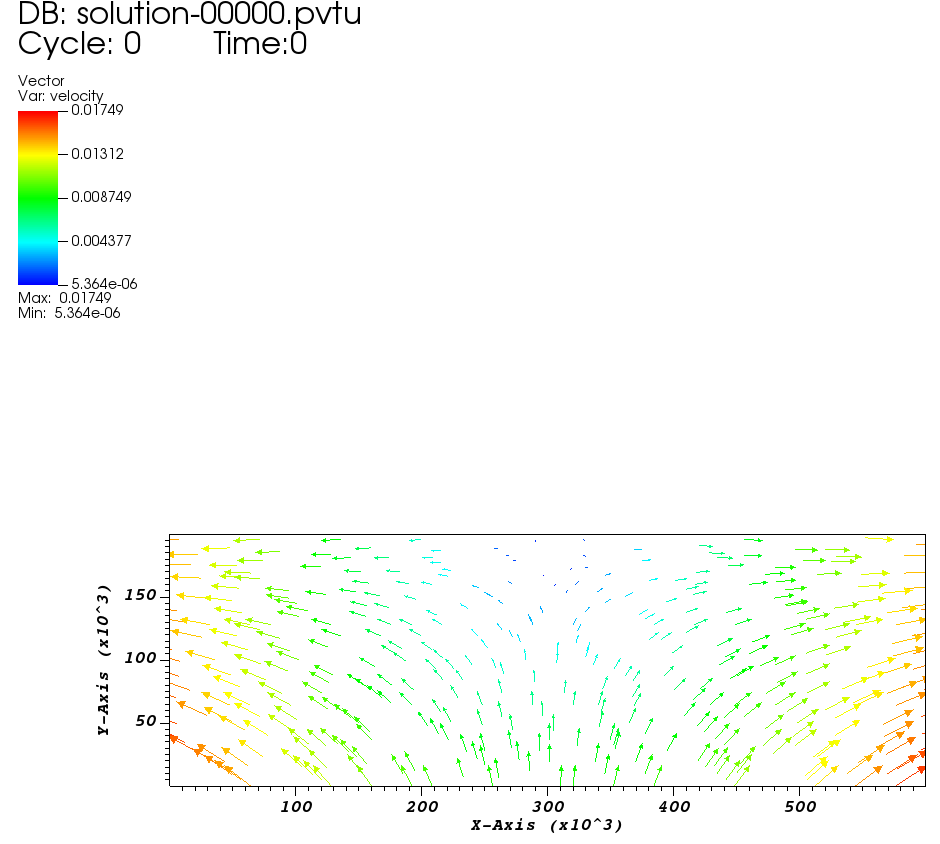 DB: solution-00000.pvtu
Cycle: 0 Time:0
Vector
Var: velocity
0.01749
0.01312
0.008749
0.004377
5.364e-06
Max: 0.01749
Min: 5.364e-06
150
100
50
Y-Axis (x10^3)
100 200 300 400 500
X-Axis (x10^3)